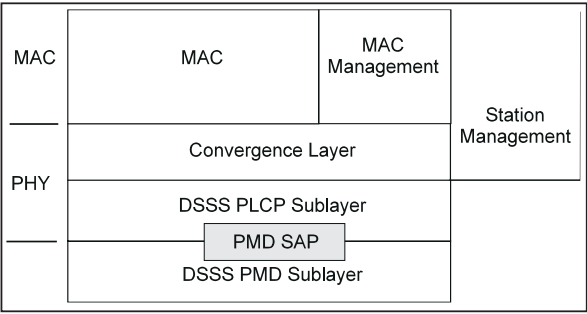 MAC
MAC
MAC
Management
Station
Management
Convergence Layer
PHY
DSSS PLCP Sublayer
PMD SAP
DSSS PMD Sublayer